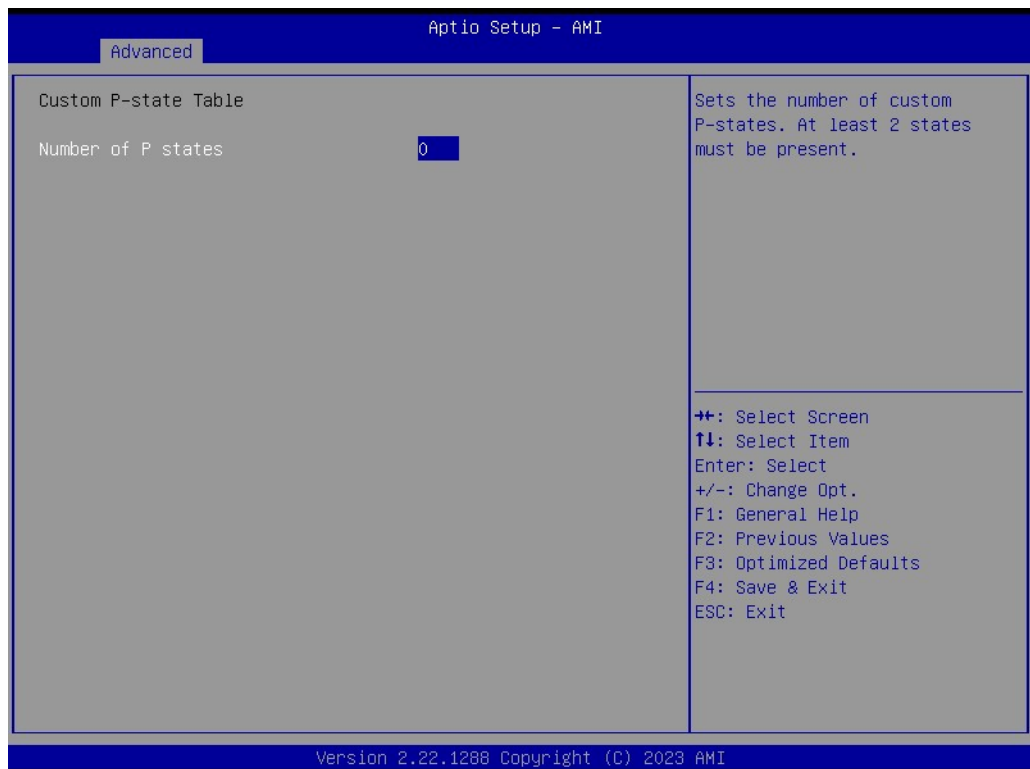 Aptio Setup – AMI
Advanced
Custom P-state Table
Number of P states 0
Sets the number of custom
P-states. At least 2 states
must be present.
→←: Select Screen
↑↓: Select Item
Enter: Select
+/-: Change Opt.
F1: General Help
F2: Previous Values
F3: Optimized Defaults
F4: Save & Exit
ESC: Exit
Version 2.22.1288 Copyright (C) 2023 AMI